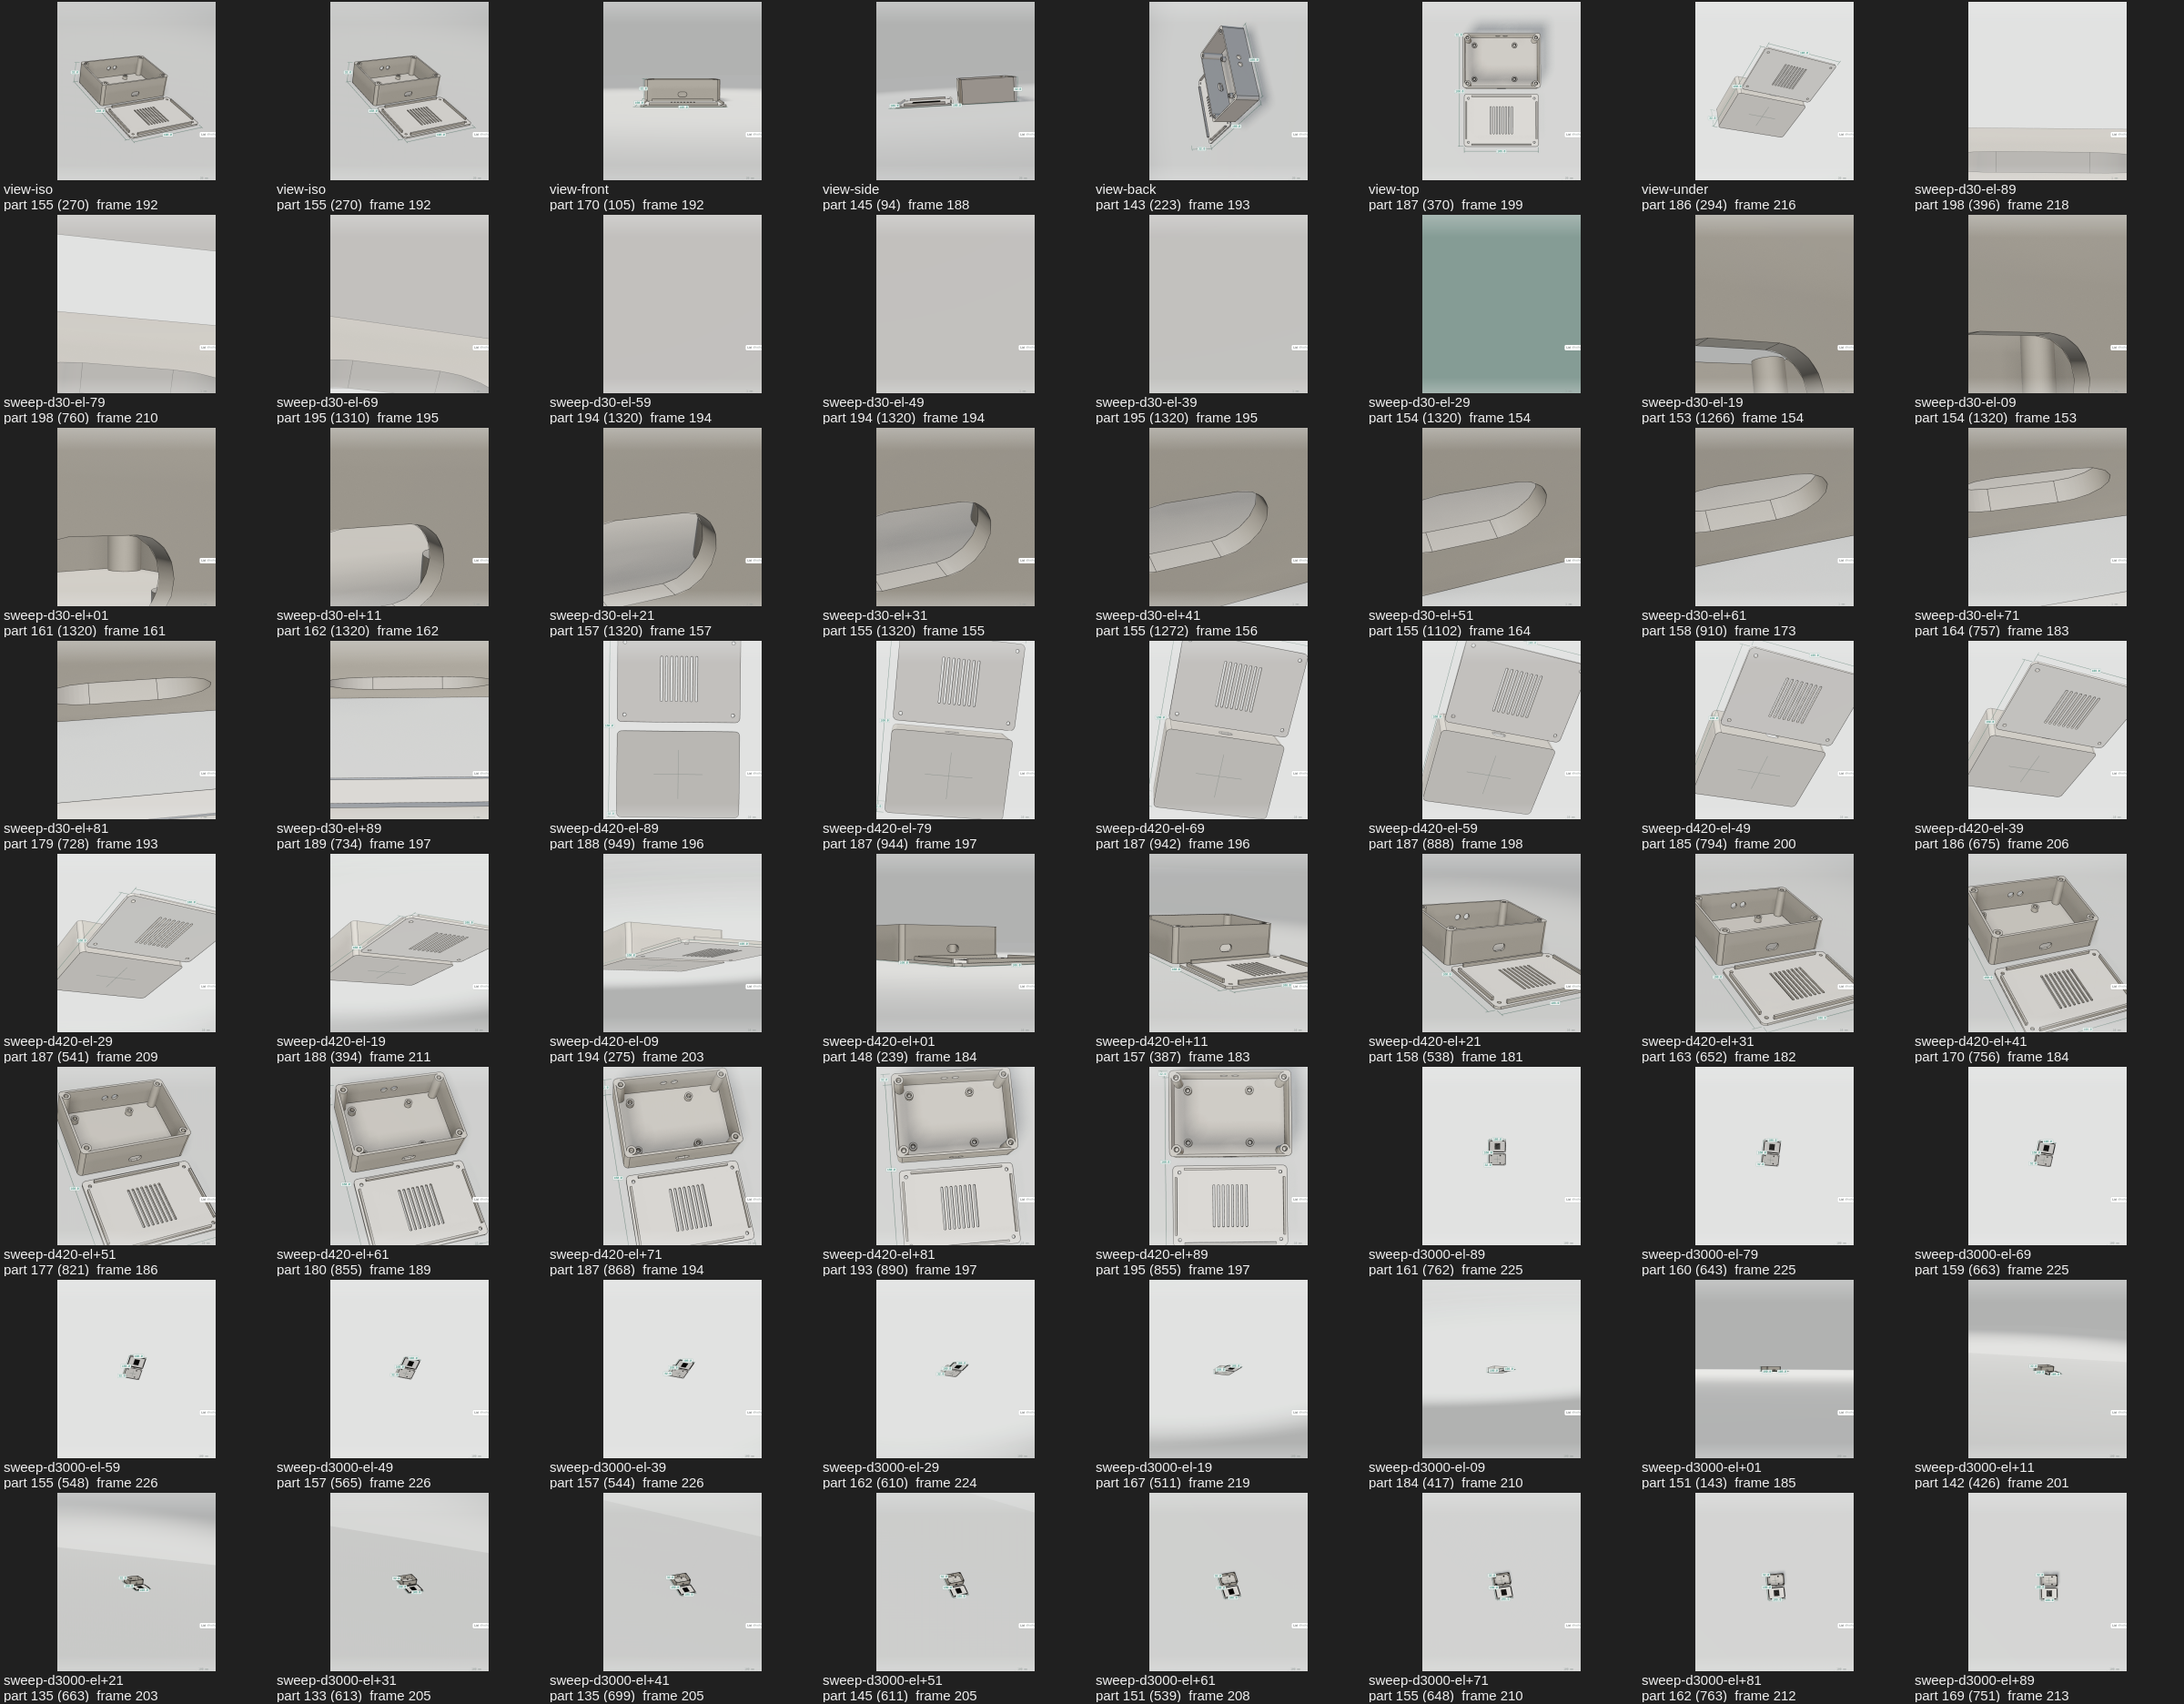 view-iso
part 155 (270) frame 192
view-iso
part 155 (270) frame 192
view-front
part 170 (105) frame 192
view-side
part 145 (94) frame 188
view-back
part 143 (223) frame 193
view-top
part 187 (370) frame 199
view-under
part 186 (294) frame 216
sweep-d30-el-89
part 198 (396) frame 218
sweep-d30-el-79
part 198 (760) frame 210
sweep-d30-el-69
part 195 (1310) frame 195
sweep-d30-el-59
part 194 (1320) frame 194
sweep-d30-el-49
part 194 (1320) frame 194
sweep-d30-el-39
part 195 (1320) frame 195
sweep-d30-el-29
part 154 (1320) frame 154
sweep-d30-el-19
part 153 (1266) frame 154
sweep-d30-el-09
part 154 (1320) frame 153
sweep-d30-el+01
part 161 (1320) frame 161
sweep-d30-el+11
part 162 (1320) frame 162
sweep-d30-el+21
part 157 (1320) frame 157
sweep-d30-el+31
part 155 (1320) frame 155
sweep-d30-el+41
part 155 (1272) frame 156
sweep-d30-el+51
part 155 (1102) frame 164
sweep-d30-el+61
part 158 (910) frame 173
sweep-d30-el+71
part 164 (757) frame 183
sweep-d30-el+81
part 179 (728) frame 193
sweep-d30-el+89
part 189 (734) frame 197
sweep-d420-el-89
part 188 (949) frame 196
sweep-d420-el-79
part 187 (944) frame 197
sweep-d420-el-69
part 187 (942) frame 196
sweep-d420-el-59
part 187 (888) frame 198
sweep-d420-el-49
part 185 (794) frame 200
sweep-d420-el-39
part 186 (675) frame 206
sweep-d420-el-29
part 187 (541) frame 209
sweep-d420-el-19
part 188 (394) frame 211
sweep-d420-el-09
part 194 (275) frame 203
sweep-d420-el+01
part 148 (239) frame 184
sweep-d420-el+11
part 157 (387) frame 183
sweep-d420-el+21
part 158 (538) frame 181
sweep-d420-el+31
part 163 (652) frame 182
sweep-d420-el+41
part 170 (756) frame 184
sweep-d420-el+51
part 177 (821) frame 186
sweep-d420-el+61
part 180 (855) frame 189
sweep-d420-el+71
part 187 (868) frame 194
sweep-d420-el+81
part 193 (890) frame 197
sweep-d420-el+89
part 195 (855) frame 197
sweep-d3000-el-89
part 161 (762) frame 225
sweep-d3000-el-79
part 160 (643) frame 225
sweep-d3000-el-69
part 159 (663) frame 225
sweep-d3000-el-59
part 155 (548) frame 226
sweep-d3000-el-49
part 157 (565) frame 226
sweep-d3000-el-39
part 157 (544) frame 226
sweep-d3000-el-29
part 162 (610) frame 224
sweep-d3000-el-19
part 167 (511) frame 219
sweep-d3000-el-09
part 184 (417) frame 210
sweep-d3000-el+01
part 151 (143) frame 185
sweep-d3000-el+11
part 142 (426) frame 201
sweep-d3000-el+21
part 135 (663) frame 203
sweep-d3000-el+31
part 133 (613) frame 205
sweep-d3000-el+41
part 135 (699) frame 205
sweep-d3000-el+51
part 145 (611) frame 205
sweep-d3000-el+61
part 151 (539) frame 208
sweep-d3000-el+71
part 155 (648) frame 210
sweep-d3000-el+81
part 162 (763) frame 212
sweep-d3000-el+89
part 169 (751) frame 213